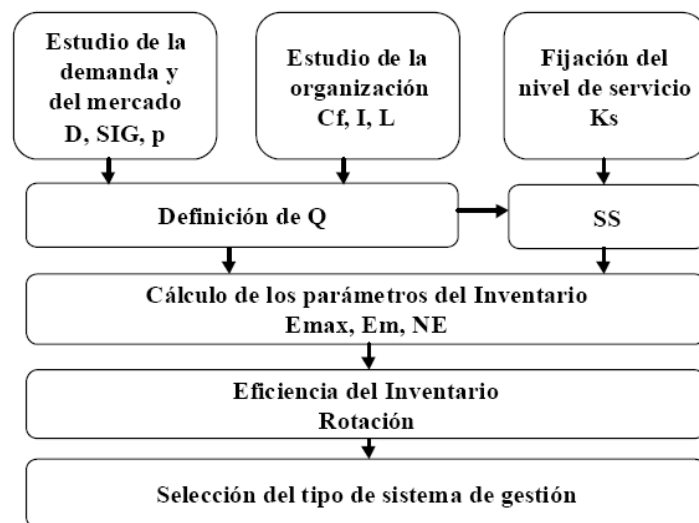 Estudio de la
demanda y
del mercado
D, SIG, p
Estudio de la
organización
Cf, I, L
Fijación del
nivel de servicio
Ks
Definición de Q
SS
Cálculo de los parámetros del Inventario
Emax, Em, NE
Eficiencia del Inventario
Rotación
Selección del tipo de sistema de gestión